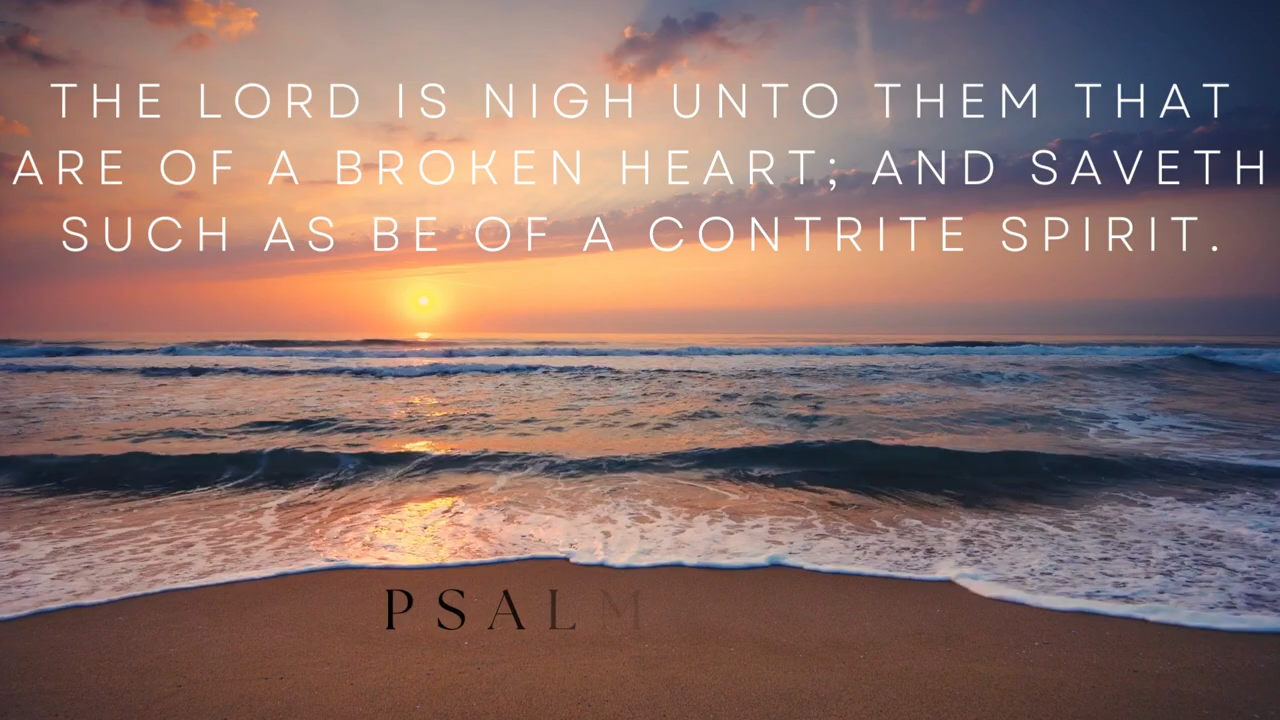 THE LORD IS NIGH UNTO THEM THAT
ARE OF A BROKEN HEART; AND SAVETH
SUCH AS BE OF A CONTRITE SPIRIT.
PSALM